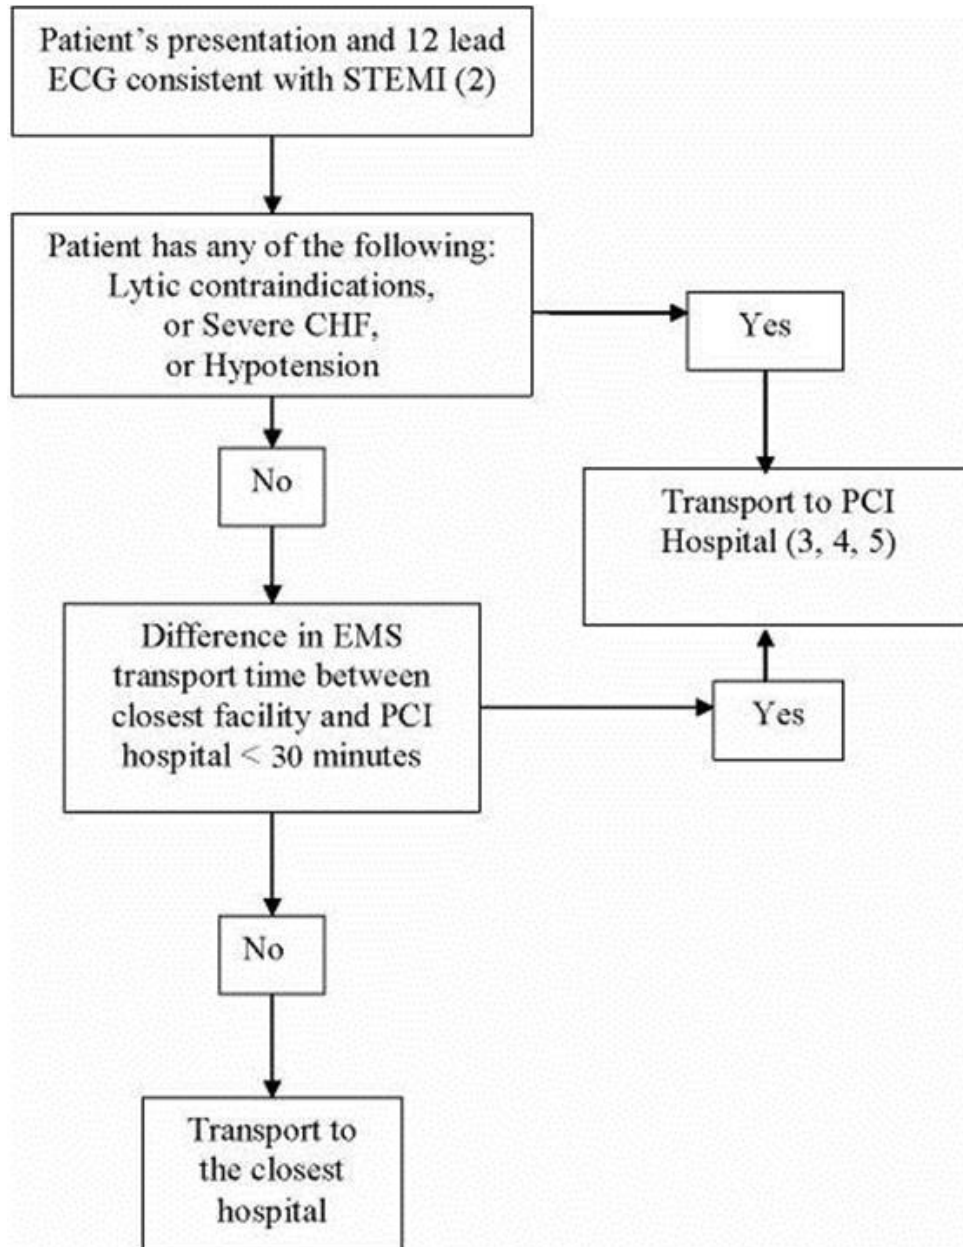 Patient's presentation and 12 lead
ECG consistent with STEMI (2)
Patient has any of the following:
Lytic contraindications,
or Severe CHF,
or Hypotension
Yes
No
Transport to PCI
Hospital (3, 4, 5)
Difference in EMS
transport time between
closest facility and PCI
hospital < 30 minutes
Yes
No
Transport to
the closest
hospital